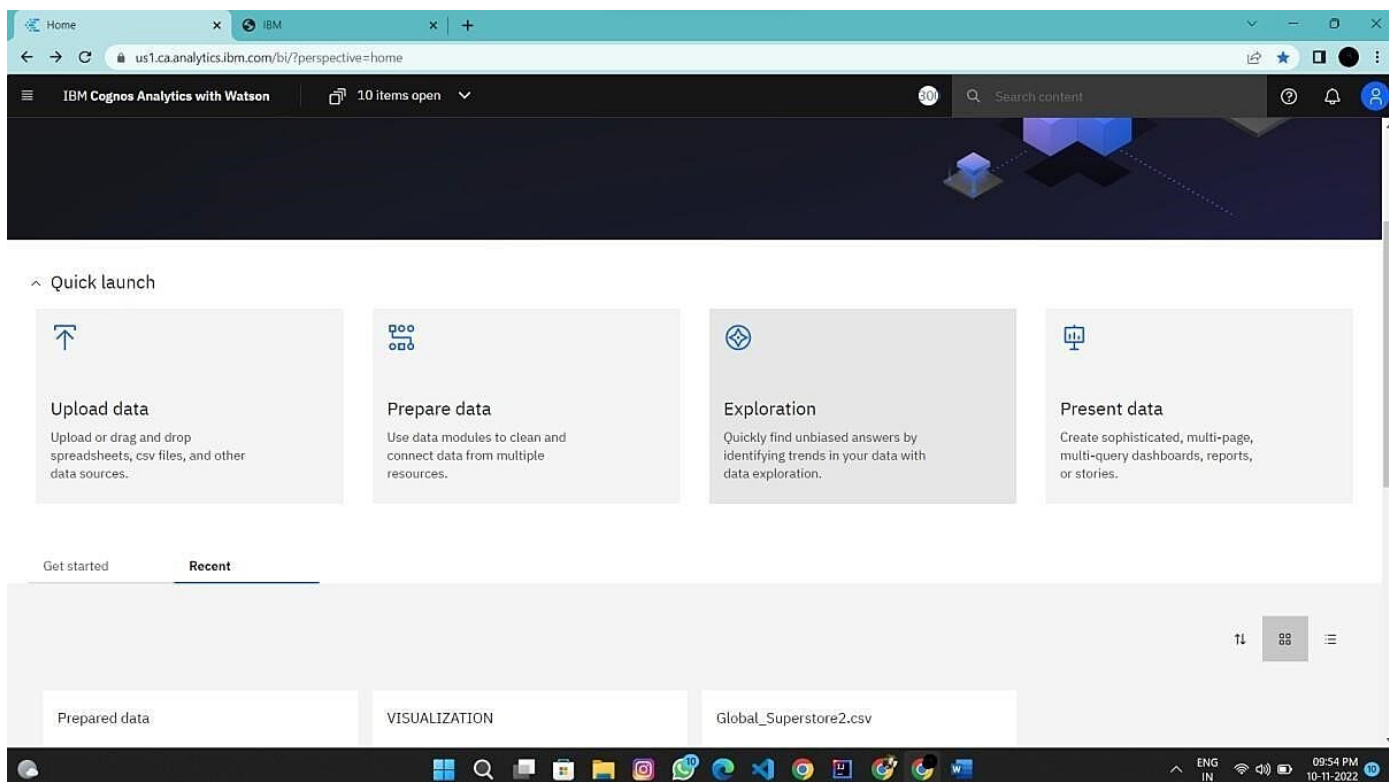 Home
IBM
us1.ca.analytics.ibm.com/bi/?perspective=home
IBM Cognos Analytics with Watson
10 items open
Search content
Quick launch
Upload data
Upload or drag and drop
spreadsheets, csv files, and other
data sources.
Prepare data
Use data modules to clean and
connect data from multiple
resources.
Exploration
Quickly find unbiased answers by
identifying trends in your data with
data exploration.
Present data
Create sophisticated, multi-page,
multi-query dashboards, reports,
or stories.
Get started
Recent
Prepared data
VISUALIZATION
Global_Superstore2.csv
ENG
IN
09:54 PM
10-11-2022
10